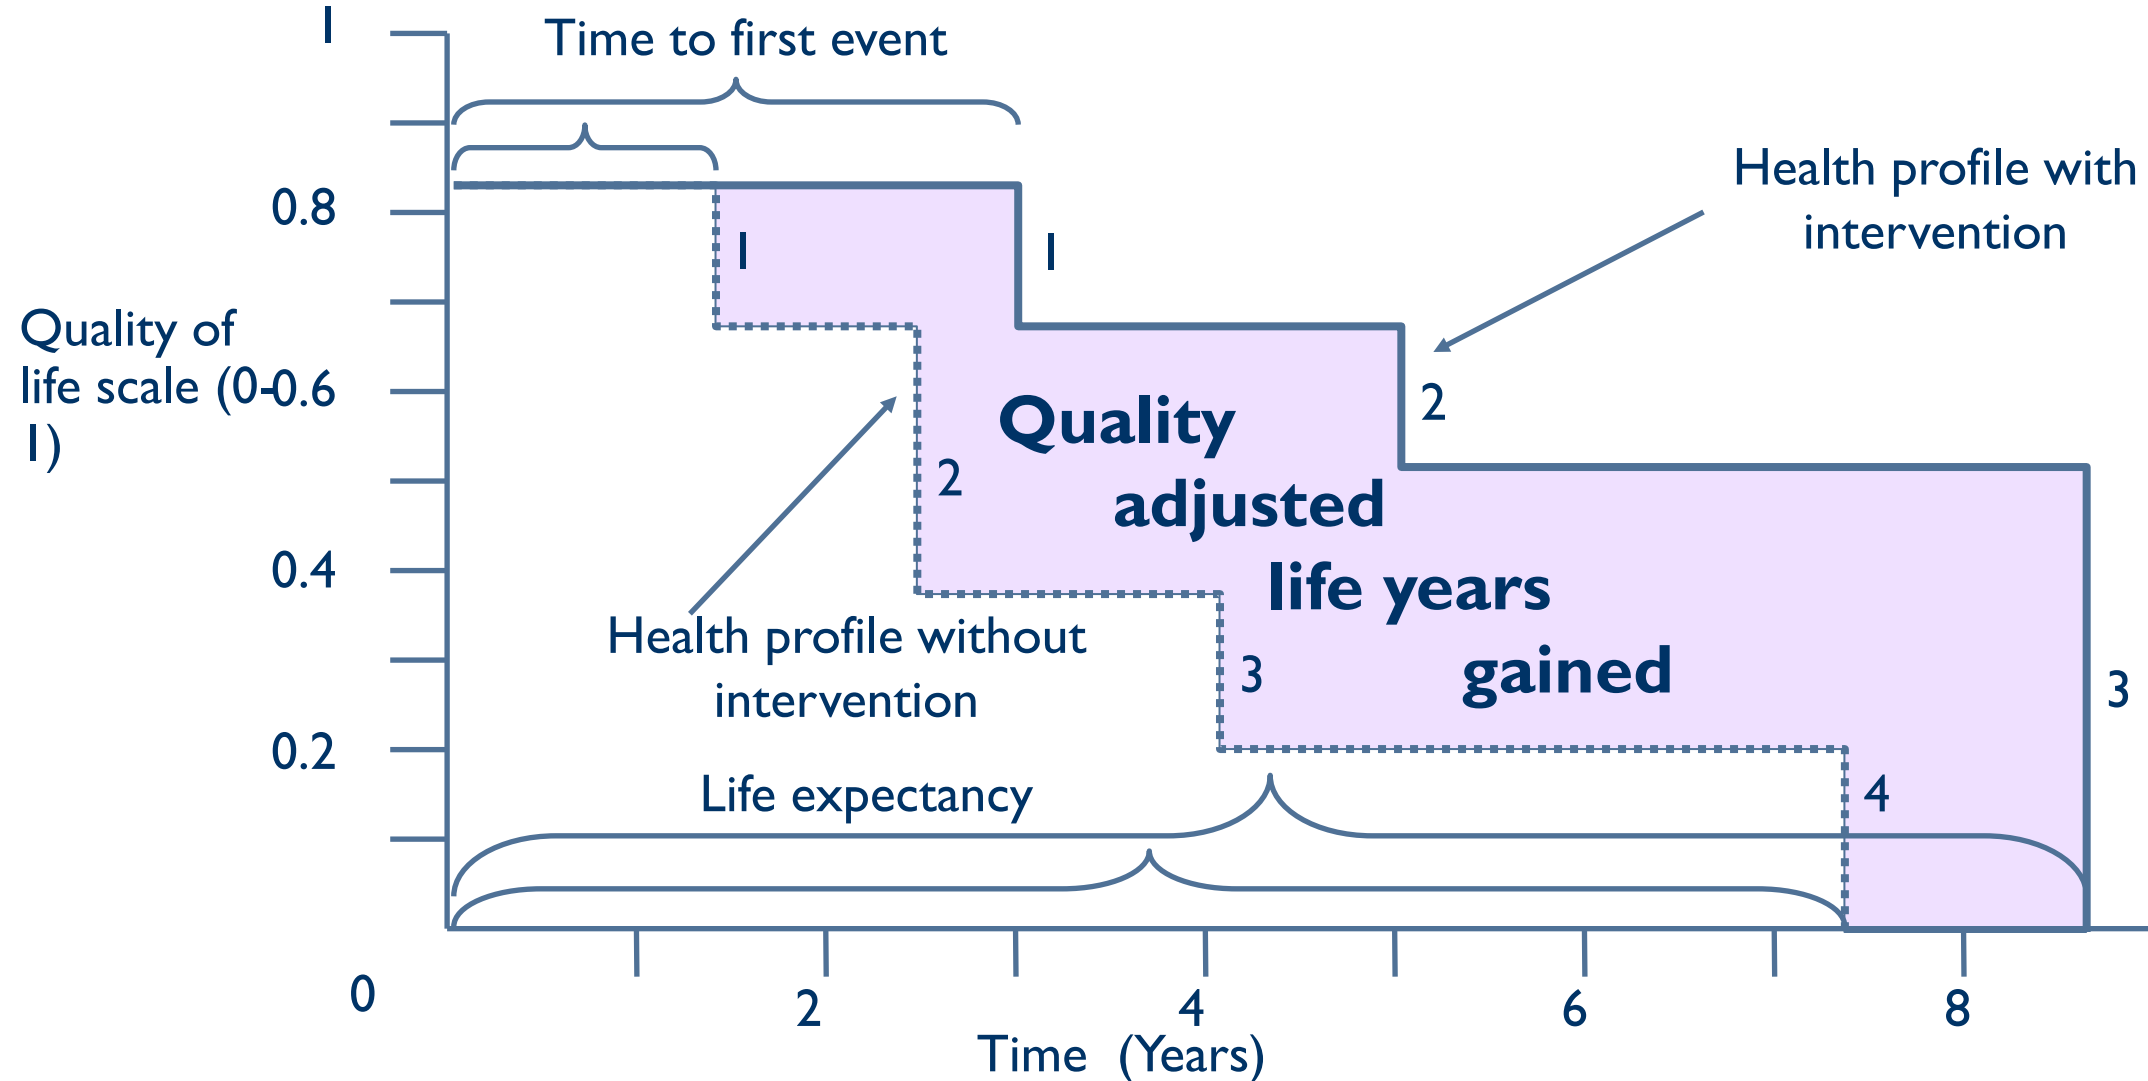 1
Time to first event
Health profile with
intervention
0.8
1
1
Quality of
life scale (0-
1)
0.6
2
Quality
adjusted
life years
gained
2
0.4
Health profile without
intervention
3
3
0.2
Life expectancy
4
0
2
4
6
8
Time (Years)